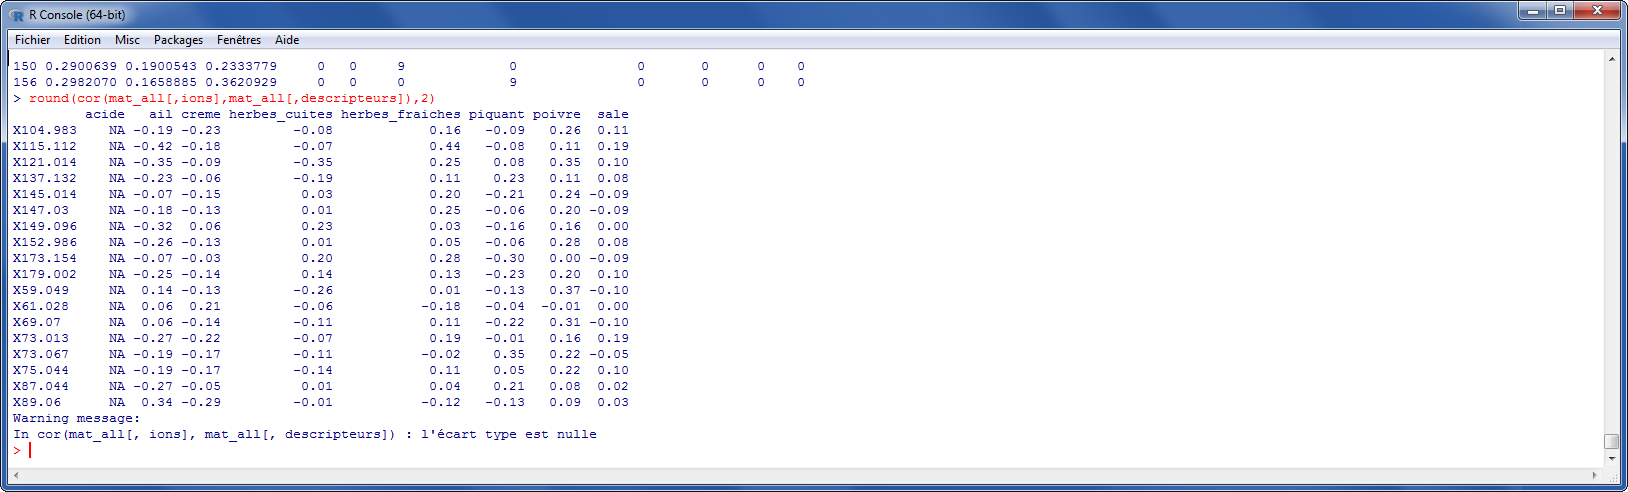 R Console (64-bit)
Fichier Edition Misc Packages Fenêtres Aide
150 0.2900639 0.1900543 0.2333779 0 0 9 0 0 0 0 0
156 0.2982070 0.1658885 0.3620929 0 0 0 9 0 0 0 0
> round(cor(mat_all[,ions],mat_all[,descripteurs]),2)
acide ail creme herbes_cuites herbes_fraiches piquant poivre sale
X104.983 NA -0.19 -0.23 -0.08 0.16 -0.09 0.26 0.11
X115.112 NA -0.42 -0.18 -0.07 0.44 -0.08 0.11 0.19
X121.014 NA -0.35 -0.09 -0.35 0.25 0.08 0.35 0.10
X137.132 NA -0.23 -0.06 -0.19 0.11 0.23 0.11 0.08
X145.014 NA -0.07 -0.15 0.03 0.20 -0.21 0.24 -0.09
X147.03 NA -0.18 -0.13 0.01 0.25 -0.06 0.20 -0.09
X149.096 NA -0.32 0.06 0.23 0.03 -0.16 0.16 0.00
X152.986 NA -0.26 -0.13 0.01 0.05 -0.06 0.28 0.08
X173.154 NA -0.07 -0.03 0.20 0.28 -0.30 0.00 -0.09
X179.002 NA -0.25 -0.14 0.14 0.13 -0.23 0.20 0.10
X59.049 NA 0.14 -0.13 -0.26 0.01 -0.13 0.37 -0.10
X61.028 NA 0.06 0.21 -0.06 -0.18 -0.04 -0.01 0.00
X69.07 NA 0.06 -0.14 -0.11 0.11 -0.22 0.31 -0.10
X73.013 NA -0.27 -0.22 -0.07 0.19 -0.01 0.16 0.19
X73.067 NA -0.19 -0.17 -0.11 -0.02 0.35 0.22 -0.05
X75.044 NA -0.19 -0.17 -0.14 0.11 0.05 0.22 0.10
X87.044 NA -0.27 -0.05 0.01 0.04 0.21 0.08 0.02
X89.06 NA 0.34 -0.29 -0.01 -0.12 -0.13 0.09 0.03
Warning message:
In cor(mat_all[, ions], mat_all[, descripteurs]) : l'écart type est nulle
>